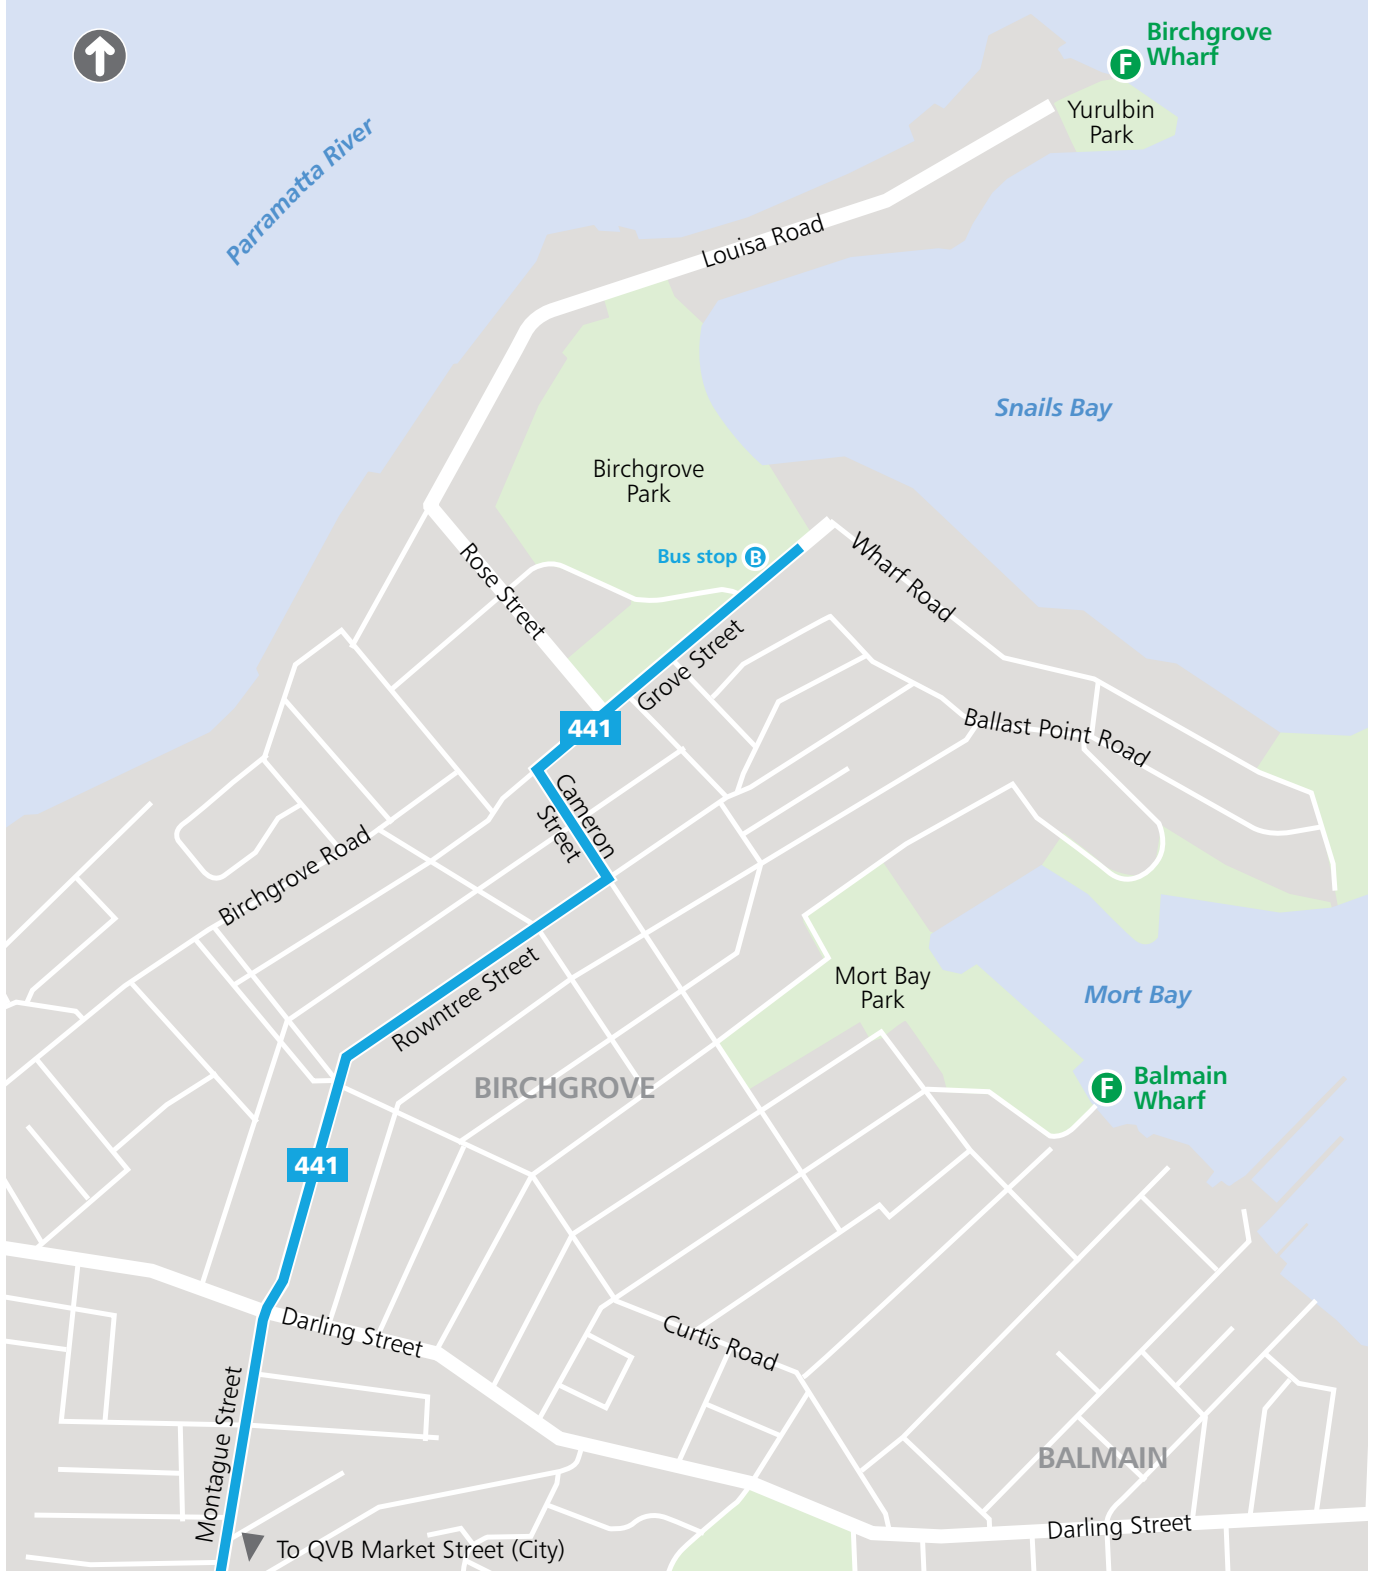 Birchgrove
Wharf
F
Yurulbin
Park
Parramatta River
Louisa Road
Snails Bay
Birchgrove
Park
Bus stop B
Wharf Road
Rose Street
Grove Street
441
Ballast Point Road
Cameron
Street
Birchgrove Road
Mort Bay
Park
Mort Bay
Rowntree Street
BIRCHGROVE
F
Balmain
Wharf
441
Darling Street
Curtis Road
Montague Street
BALMAIN
Darling Street
To QVB Market Street (City)